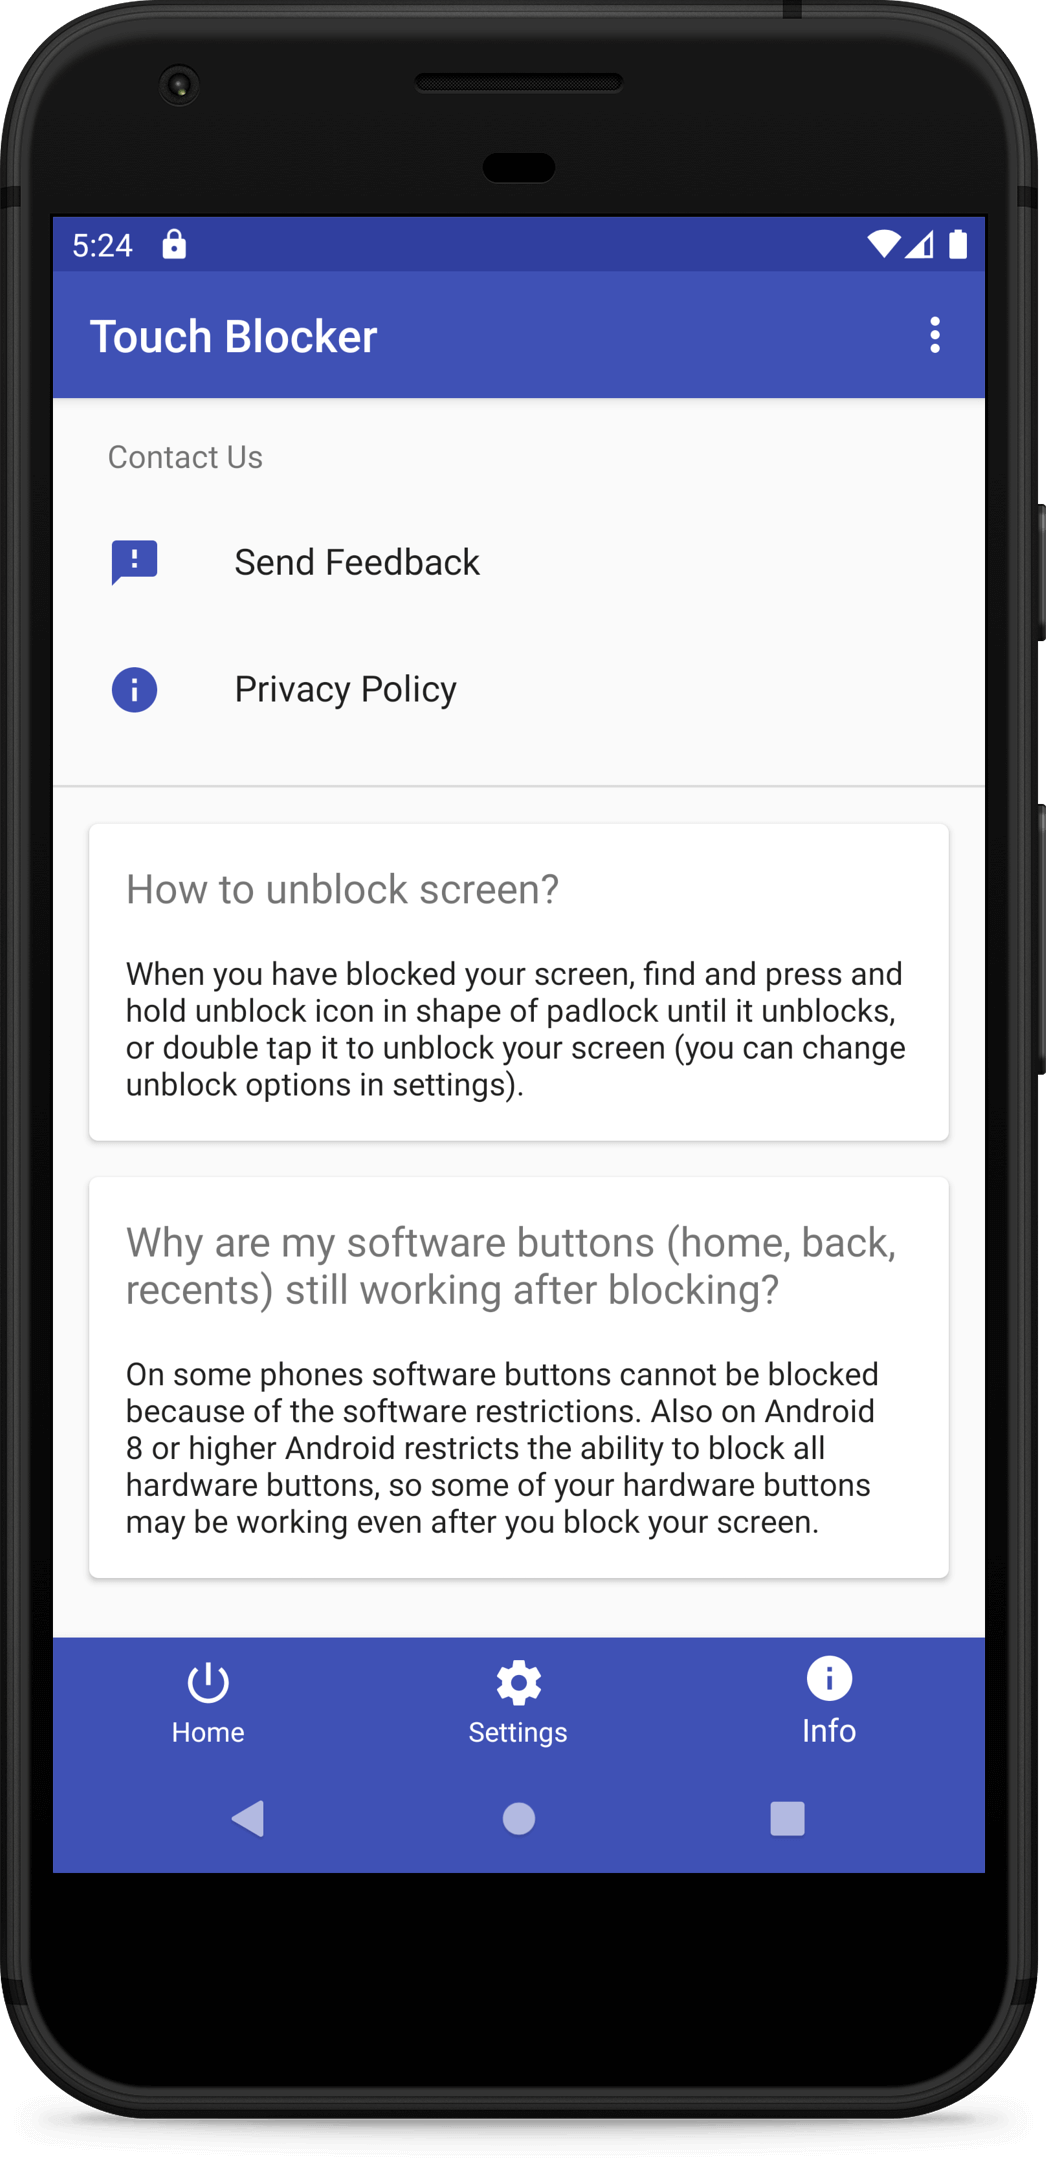 5:24
Touch Blocker
Contact Us
Send Feedback
Privacy Policy
How to unblock screen?
When you have blocked your screen, find and press and
hold unblock icon in shape of padlock until it unblocks,
or double tap it to unblock your screen (you can change
unblock options in settings).
Why are my software buttons (home, back,
recents) still working after blocking?
On some phones software buttons cannot be blocked
because of the software restrictions. Also on Android
8 or higher Android restricts the ability to block all
hardware buttons, so some of your hardware buttons
may be working even after you block your screen.
Home Settings Info